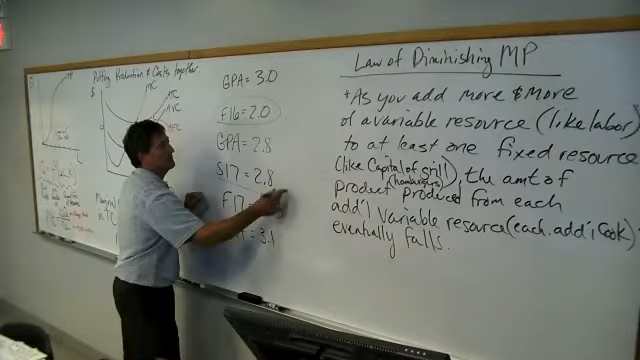 Putting Production & Costs together.
$
MC
ATC
AVC
AFC
TP
GPA = 3.0
F16 = 2.0
GPA = 2.8
S17 = 2.8
F17
= 3.1
Law of Diminishing MP
*As you add more & more
of a variable resource (like labor)
to at least one fixed resource
(like Capital of grill), the amt of
product (hamburgers) produced from each
add'l variable resource (each add'l Cook)
eventually falls.